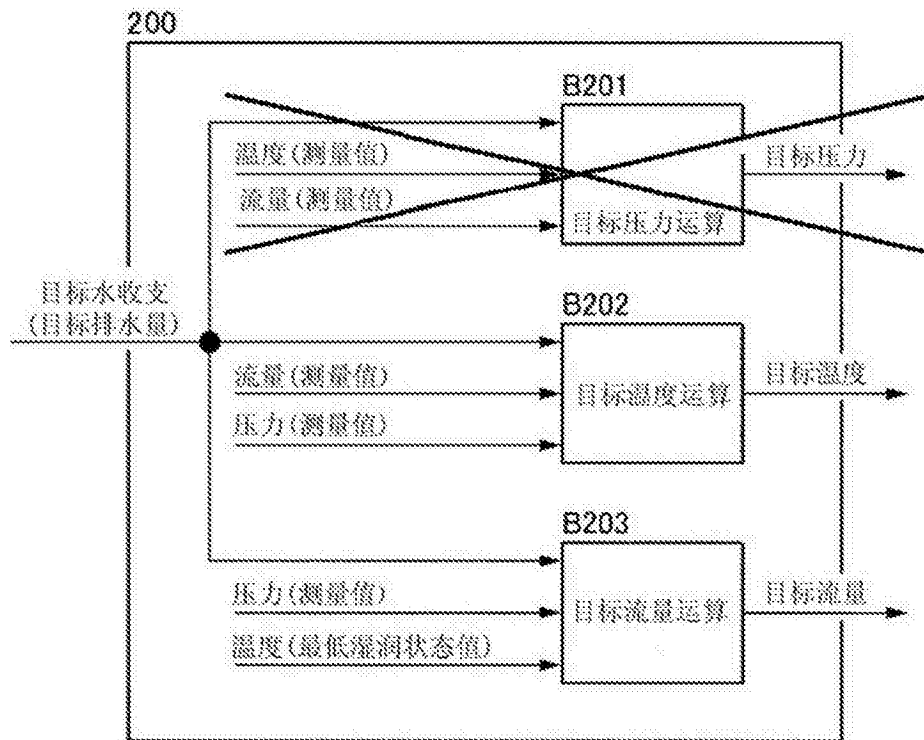 200
B201
温度(测量值)
目标压力
流量(测量值)
目标压力运算
目标水收支
(目标排水量)
B202
流量(测量值)
目标温度运算
目标温度
压力(测量值)
B203
压力(测量值)
目标流量运算
目标流量
温度(最低湿润状态值)